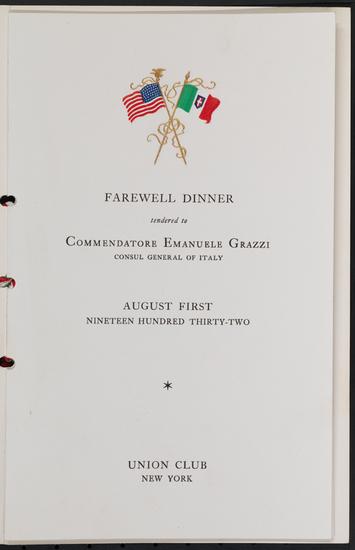 FAREWELL DINNER
tendered to
COMMENDATORE EMANUELE GRAZZI
CONSUL GENERAL OF ITALY
AUGUST FIRST
NINETEEN HUNDRED THIRTY-TWO
*
UNION CLUB
NEW YORK